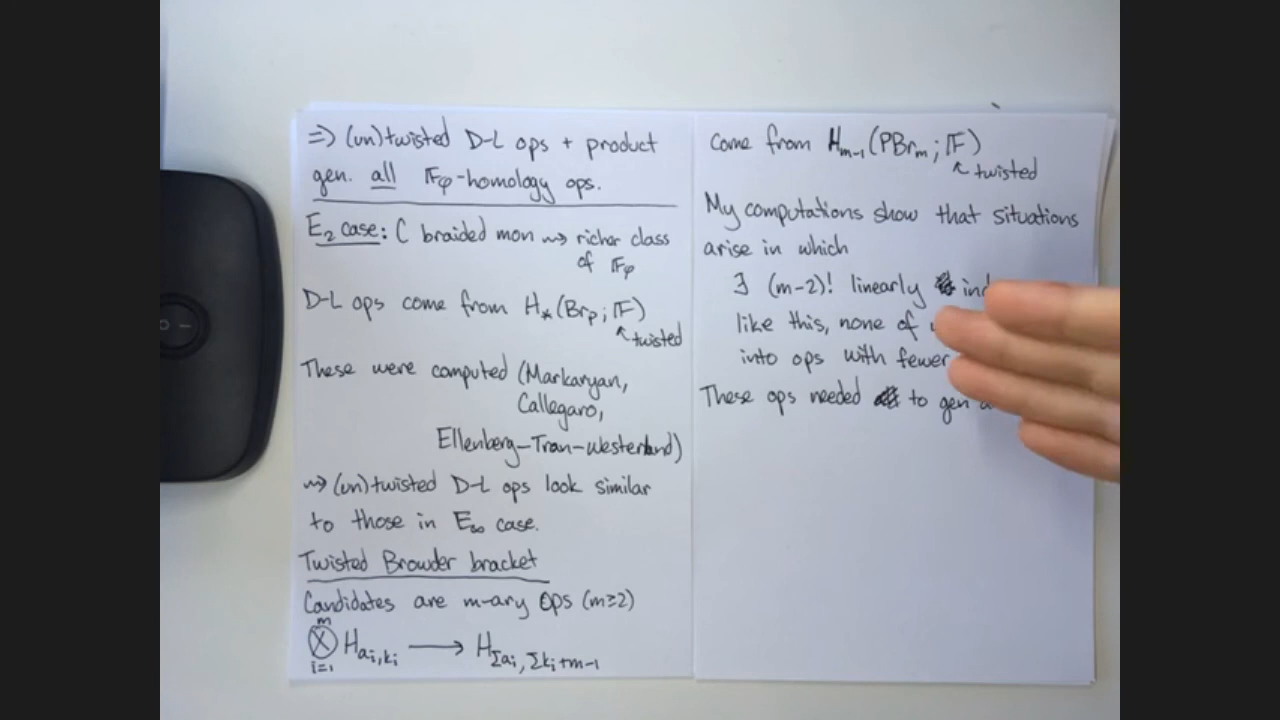 => (un)twisted D-L ops + product
gen. all 𝔽φ-homology ops.
E₂ case: C braided mon ⇝ richer class
of 𝔽φ
D-L ops come from H_*(Br_p; 𝔽)
↖ twisted
These were computed (Markaryan,
Callegaro,
Ellenberg-Tran-Westerland)
⇝ (un)twisted D-L ops look similar
to those in E∞ case.
Twisted Browder bracket
Candidates are m-ary ops (m≥2)
⊗_{i=1}^{m} H_{a_i,k_i} ⟶ H_{Σa_i, Σk_i+m-1}
come from H_{m-1}(PBr_m; 𝔽)
↖ twisted
My computations show that situations
arise in which
∃ (m-2)! linearly
like this, none of
into ops with fewer
These ops needed to gen